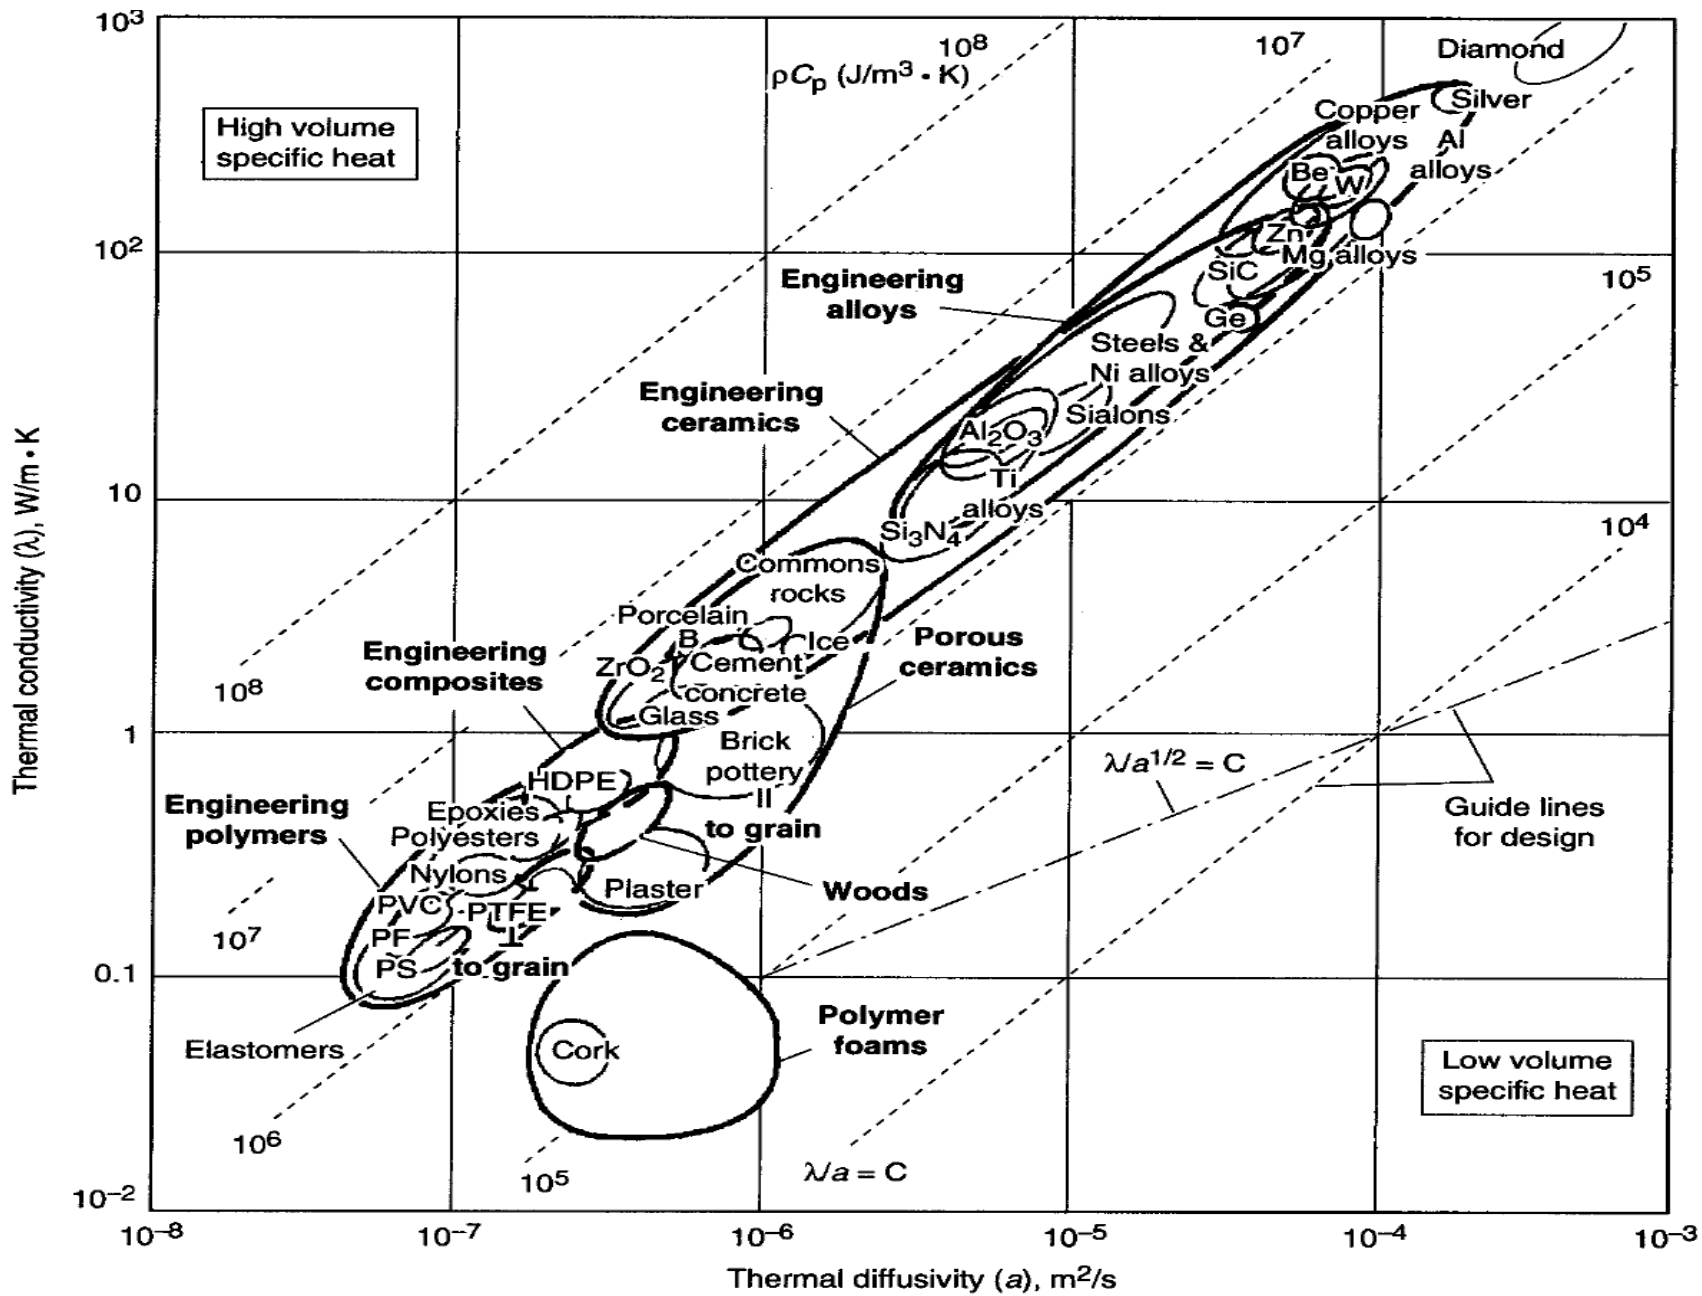 10³
10⁸
10⁷
Diamond
ρCₚ (J/m³ • K)
High volume
specific heat
Copper
alloys
Silver
Al
alloys
Be
W
10²
Zn
Mg alloys
SiC
10⁵
Engineering
alloys
Ge
Steels &
Ni alloys
Engineering
ceramics
Sialons
Al₂O₃
Ti
alloys
10
Si₃N₄
10⁴
Commons
rocks
Porcelain
B
Ice
Porous
ceramics
Engineering
composites
ZrO₂
Cement
concrete
10⁸
Glass
1
Brick
pottery
II
to grain
λ/a¹/² = C
HDPE
Guide lines
for design
Engineering
polymers
Epoxies
Polyesters
Nylons
Plaster
Woods
PVC
PTFE
⊥
to grain
10⁷
PF
PS
0.1
Polymer
foams
Elastomers
Cork
Low volume
specific heat
10⁶
10⁵
λ/a = C
10–2
10–8
10–7
10–6
10–5
10–4
10–3
Thermal diffusivity (a), m²/s
Thermal conductivity (λ), W/m • K